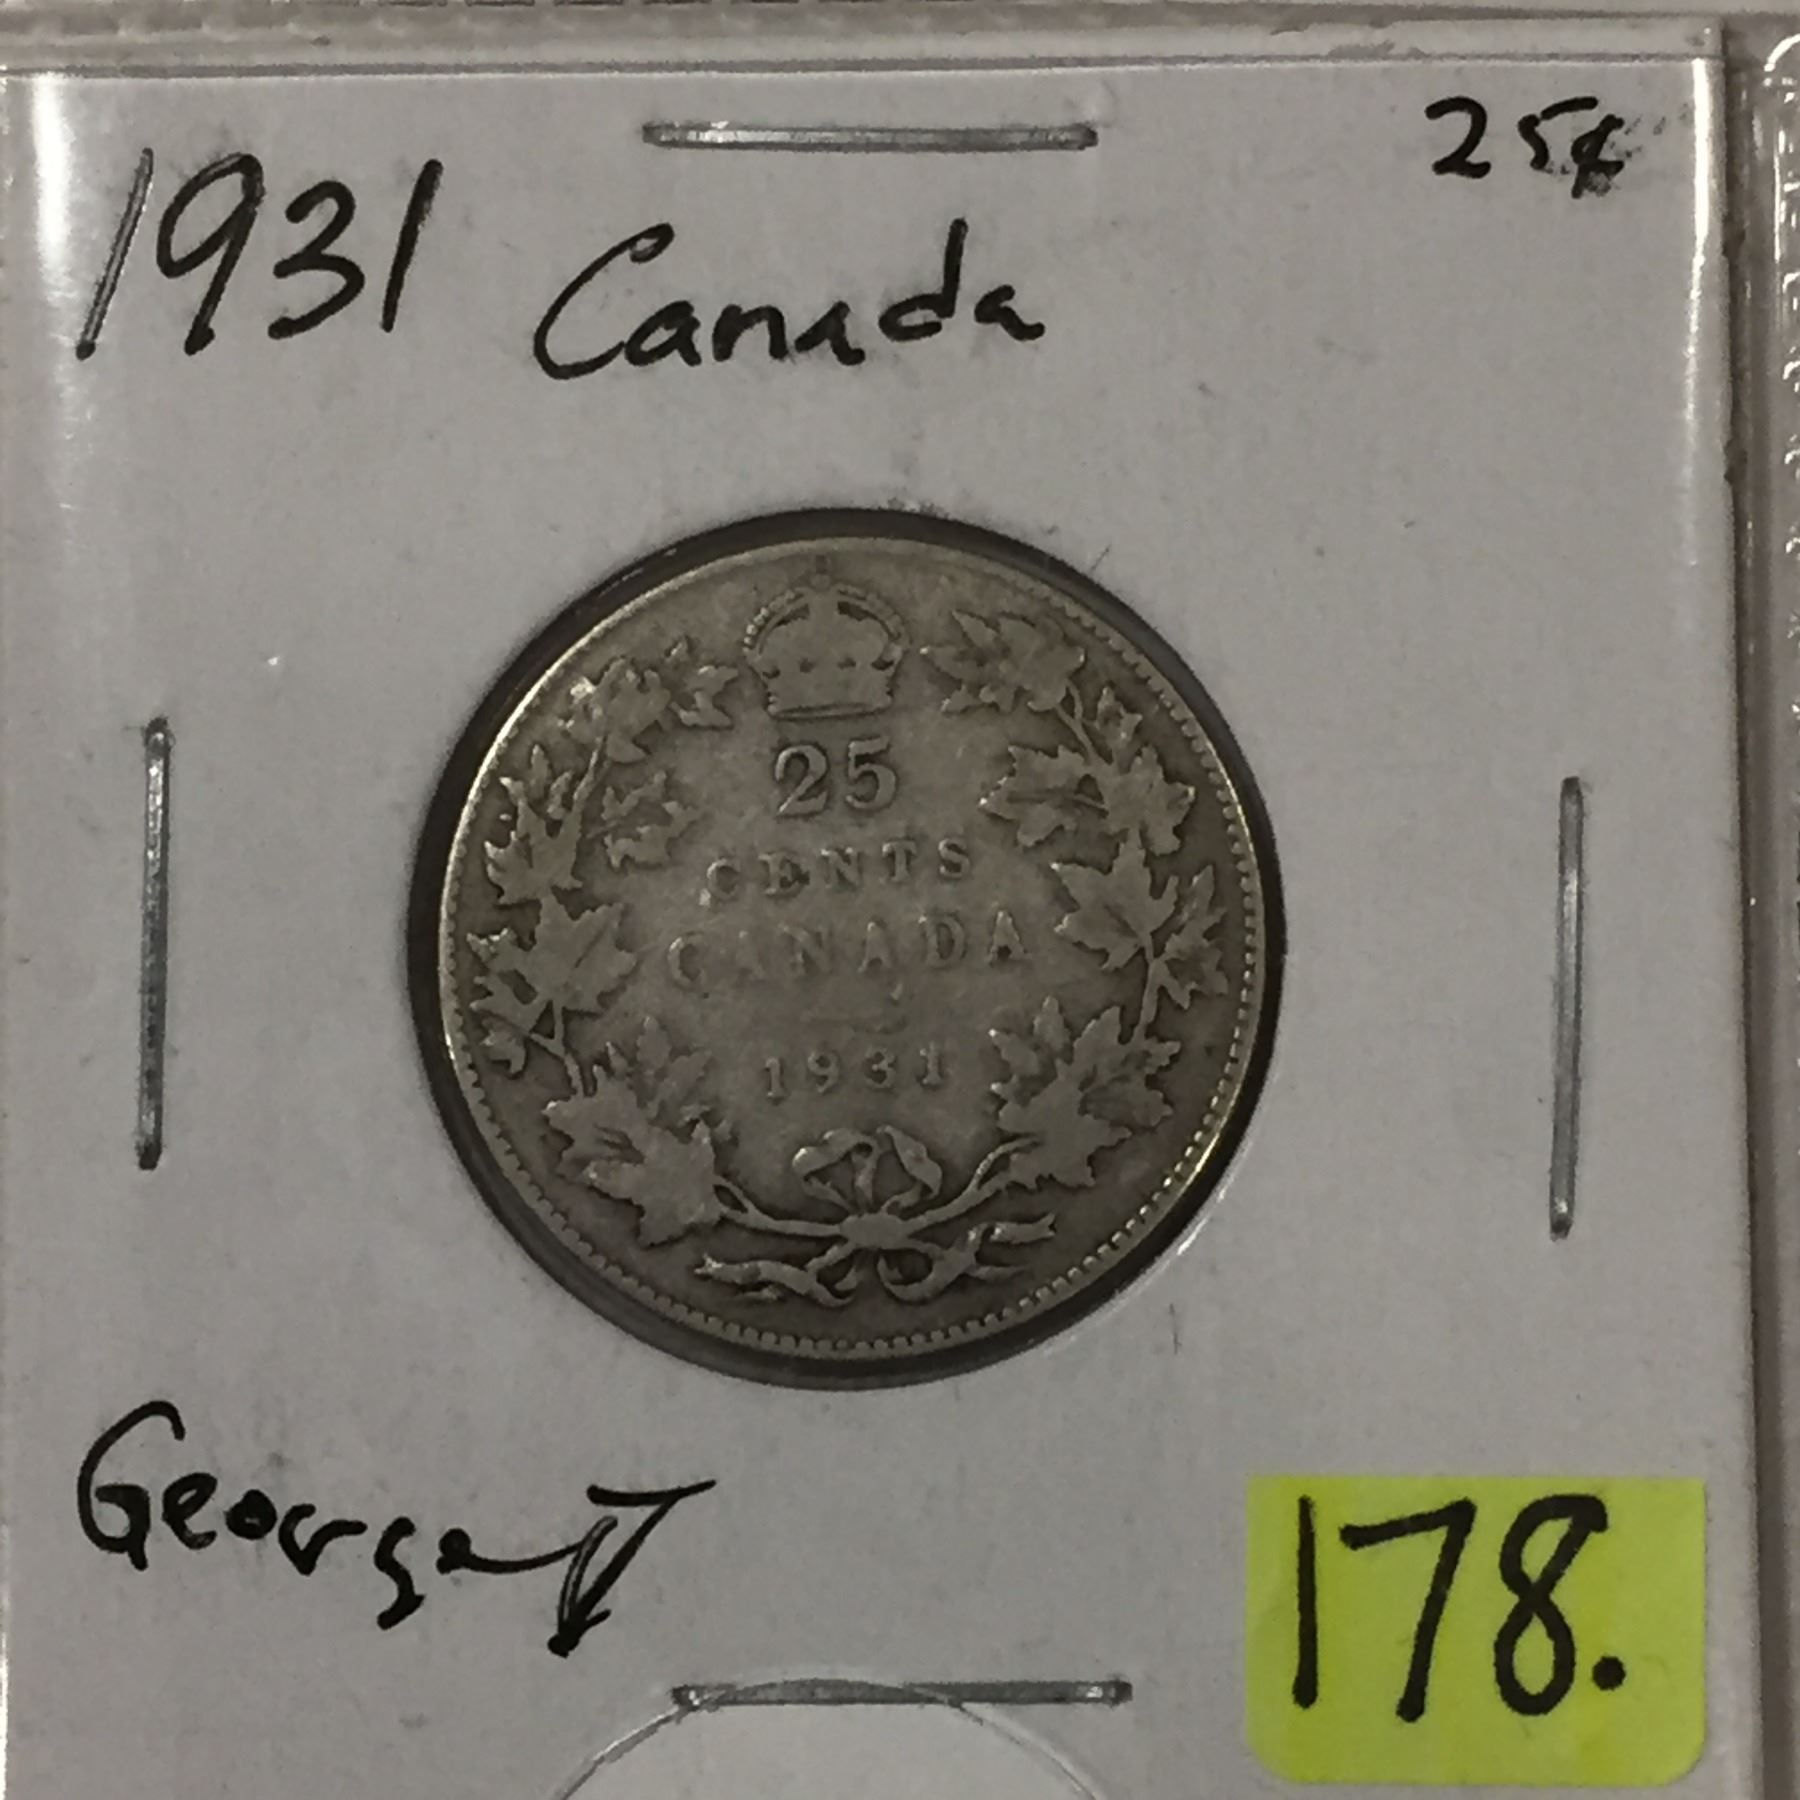 25¢
1931 Canada
25
CENTS
CANADA
1931
George V
178.